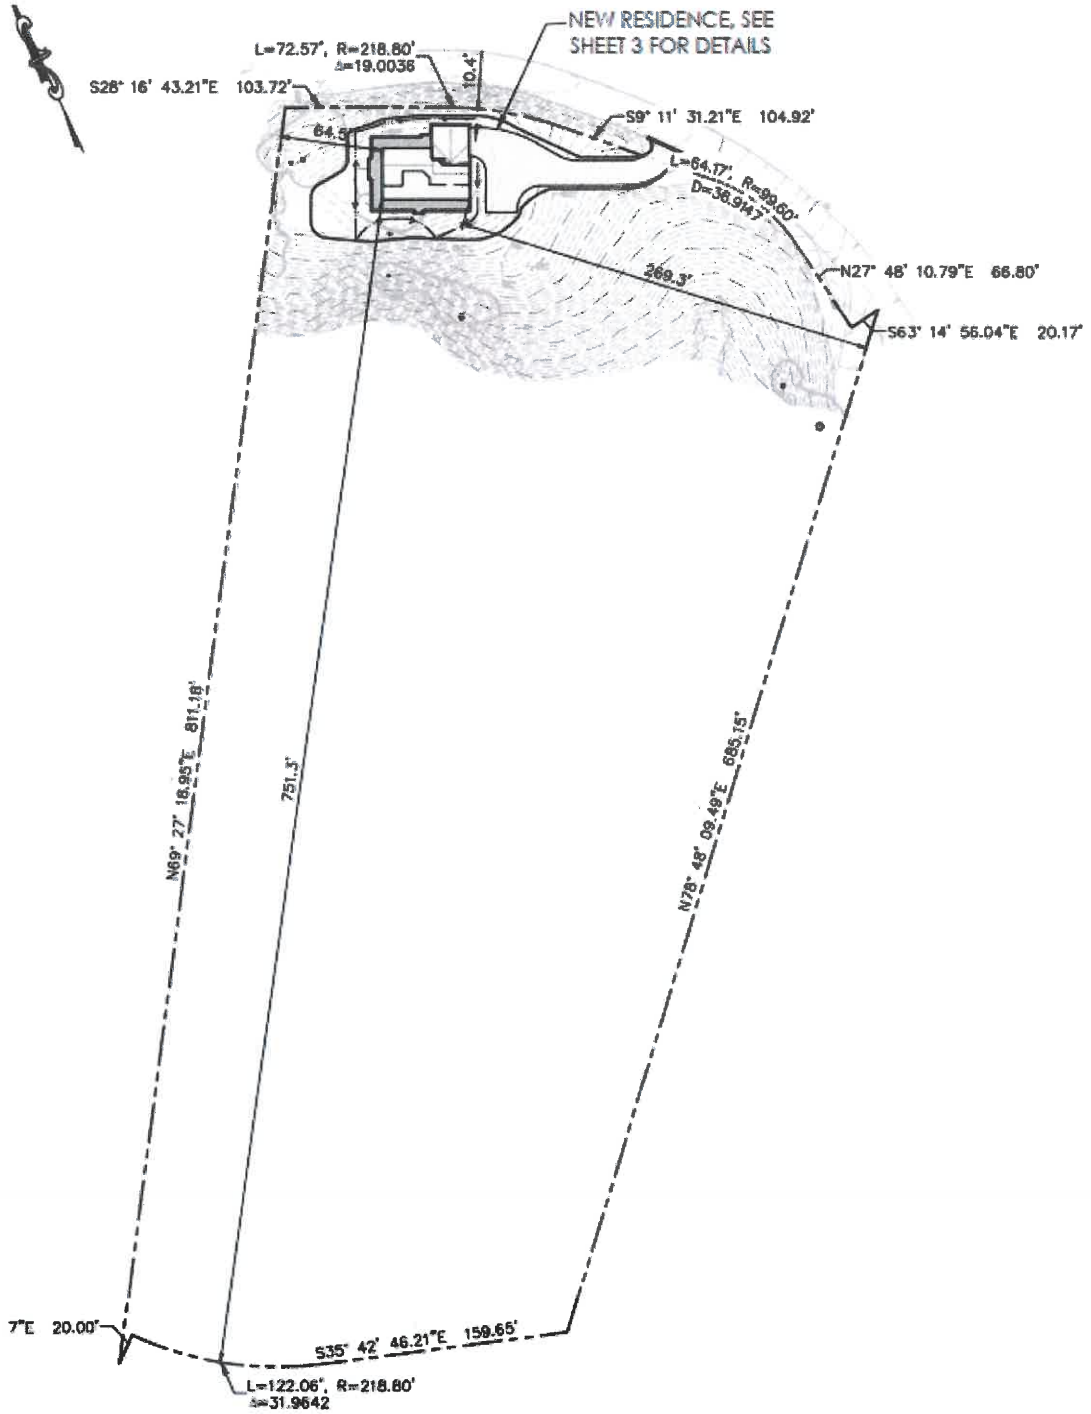 NEW RESIDENCE, SEE
SHEET 3 FOR DETAILS
L=72.57', R=218.80'
Δ=19.0036
10.4'
S28° 16' 43.21"E 103.72'
S9° 11' 31.21"E 104.92'
64.5
L=64.17', R=99.60'
D=36.9147
N27° 48' 10.79"E 66.80'
269.3'
S63° 14' 56.04"E 20.17'
N69° 27' 18.95"E 811.18'
751.3'
N78° 48' 09.49"E 685.15'
7"E 20.00'
S35° 42' 46.21"E 159.65'
L=122.06', R=218.80'
Δ=31.9642